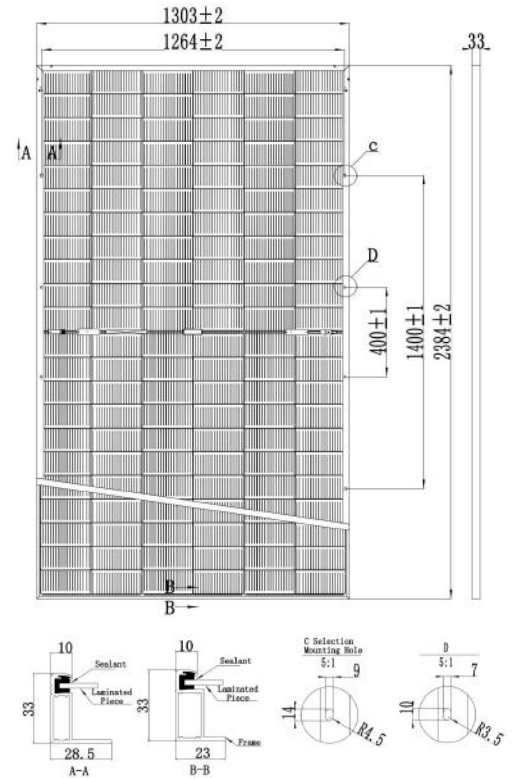 1303±2
1264±2
33
A A
C
D
400±1
1400±1
2384±2
B
B
10
Sealant
Laminated
Piece
33
28.5
A-A
10
Sealant
Laminated
Piece
33
Frame
23
B-B
C Selection
Mounting Hole
5:1
9
14
R4.5
D
5:1
7
10
R3.5